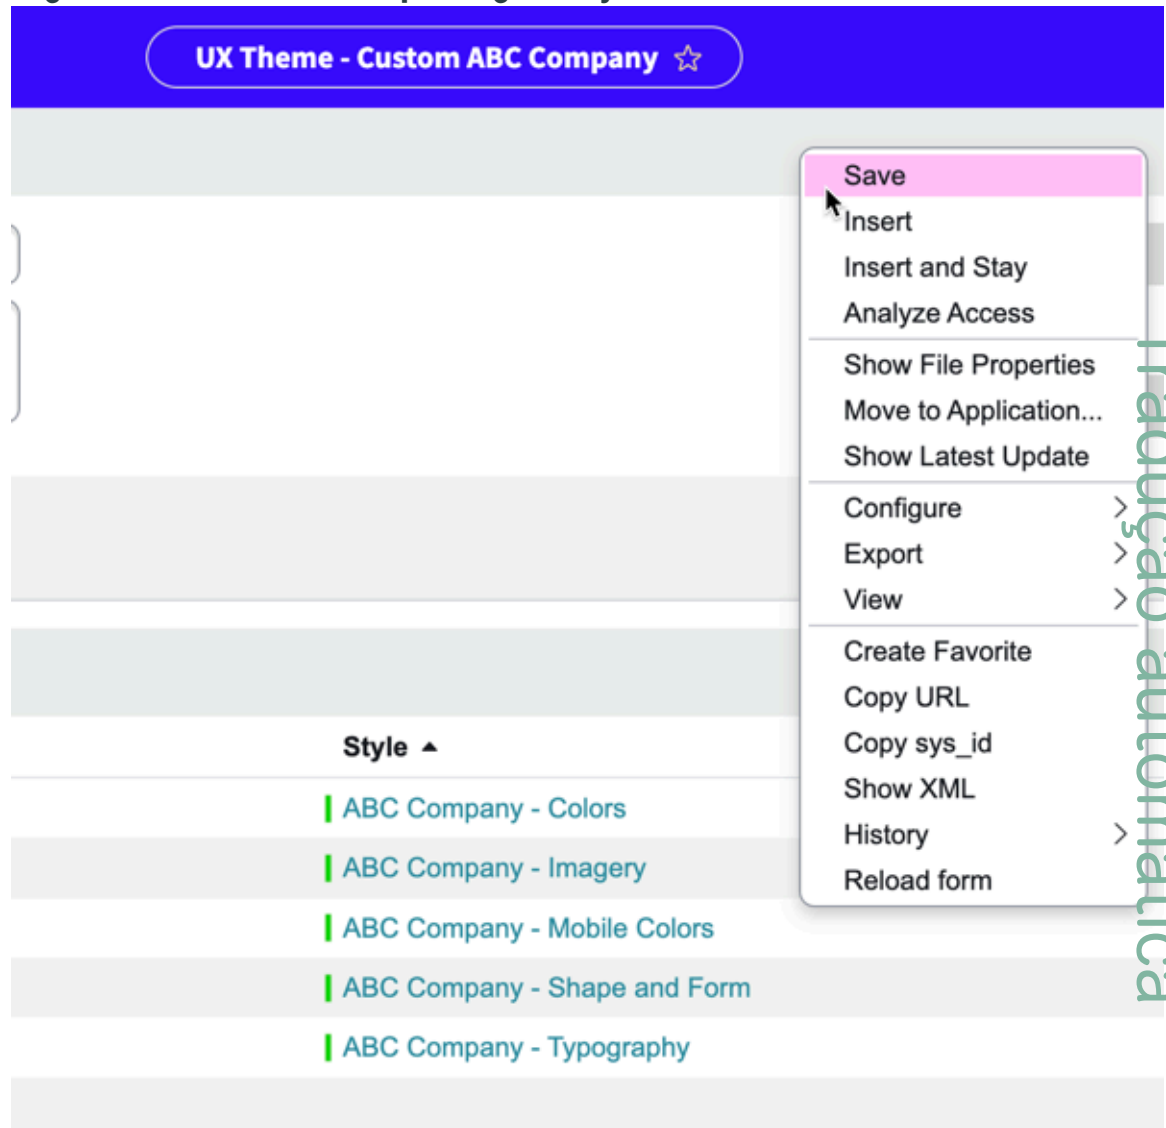 UX Theme - Custom ABC Company
Save
Insert
Insert and Stay
Analyze Access
Show File Properties
Move to Application...
Show Latest Update
Configure
Export
View
Create Favorite
Copy URL
Copy sys_id
Show XML
History
Reload form
Style
ABC Company - Colors
ABC Company - Imagery
ABC Company - Mobile Colors
ABC Company - Shape and Form
ABC Company - Typography
Tradução automática